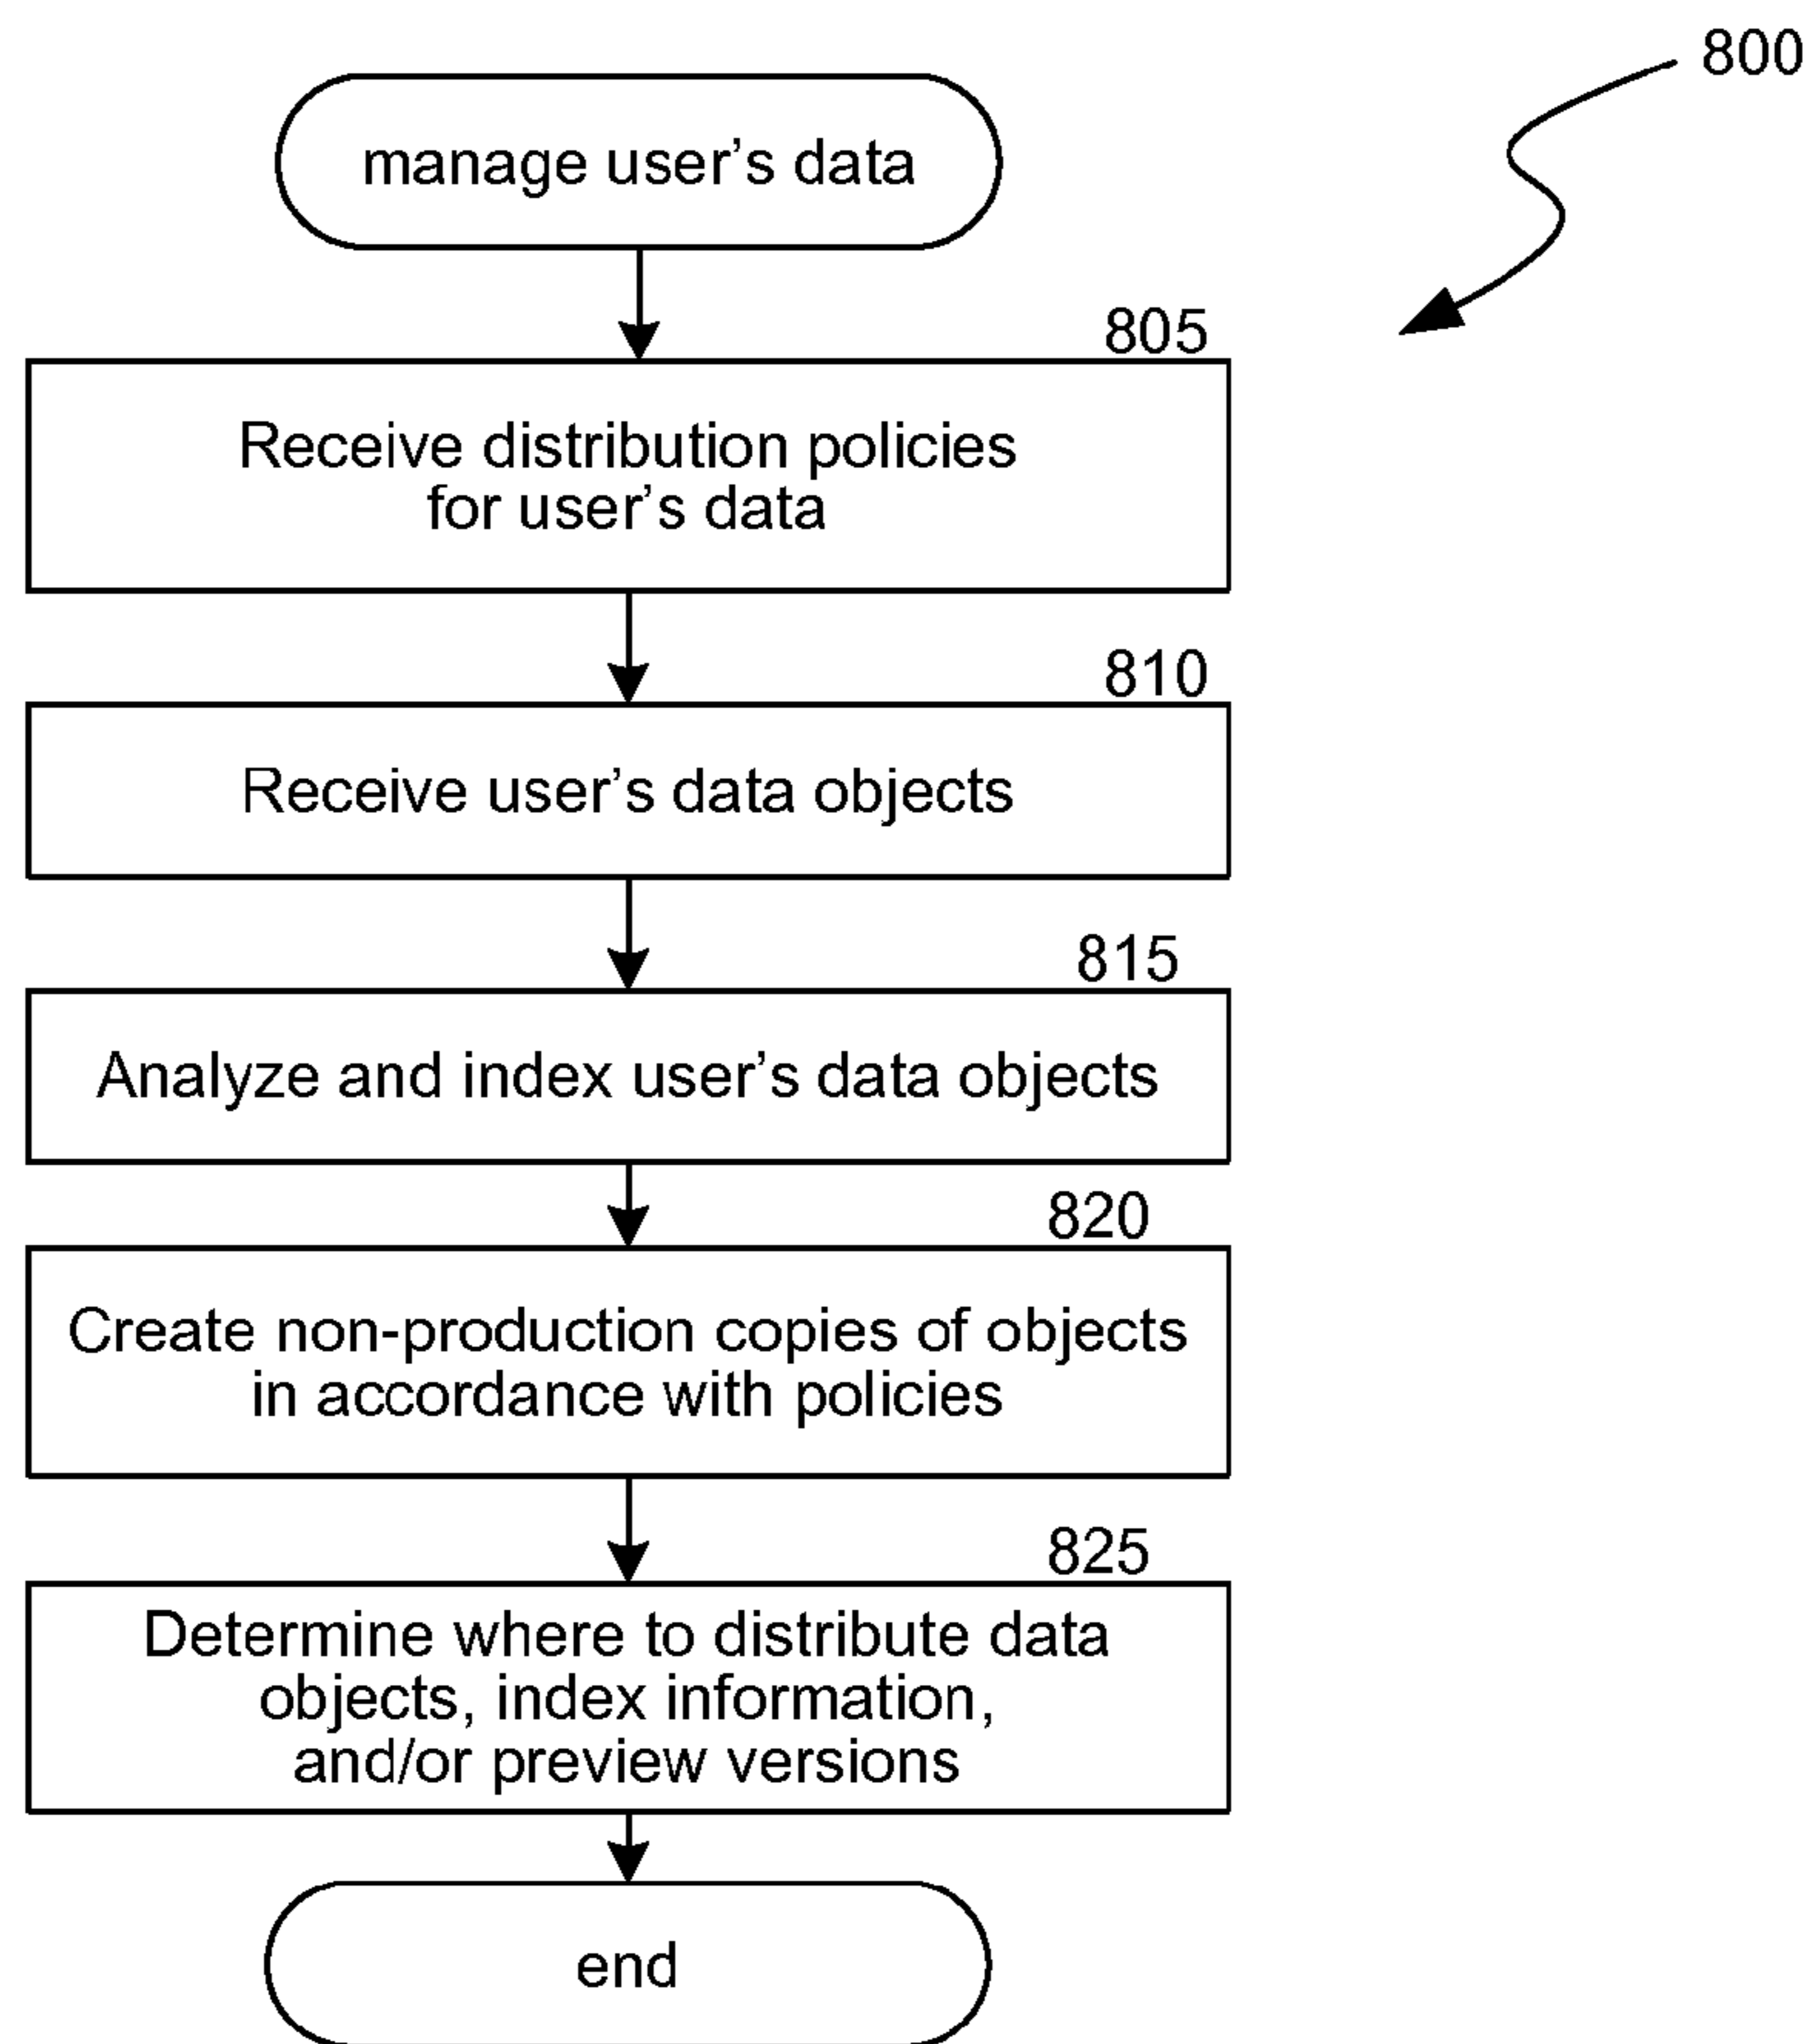 800
manage user's data
805
Receive distribution policies
for user's data
810
Receive user's data objects
815
Analyze and index user's data objects
820
Create non-production copies of objects
in accordance with policies
825
Determine where to distribute data
objects, index information,
and/or preview versions
end